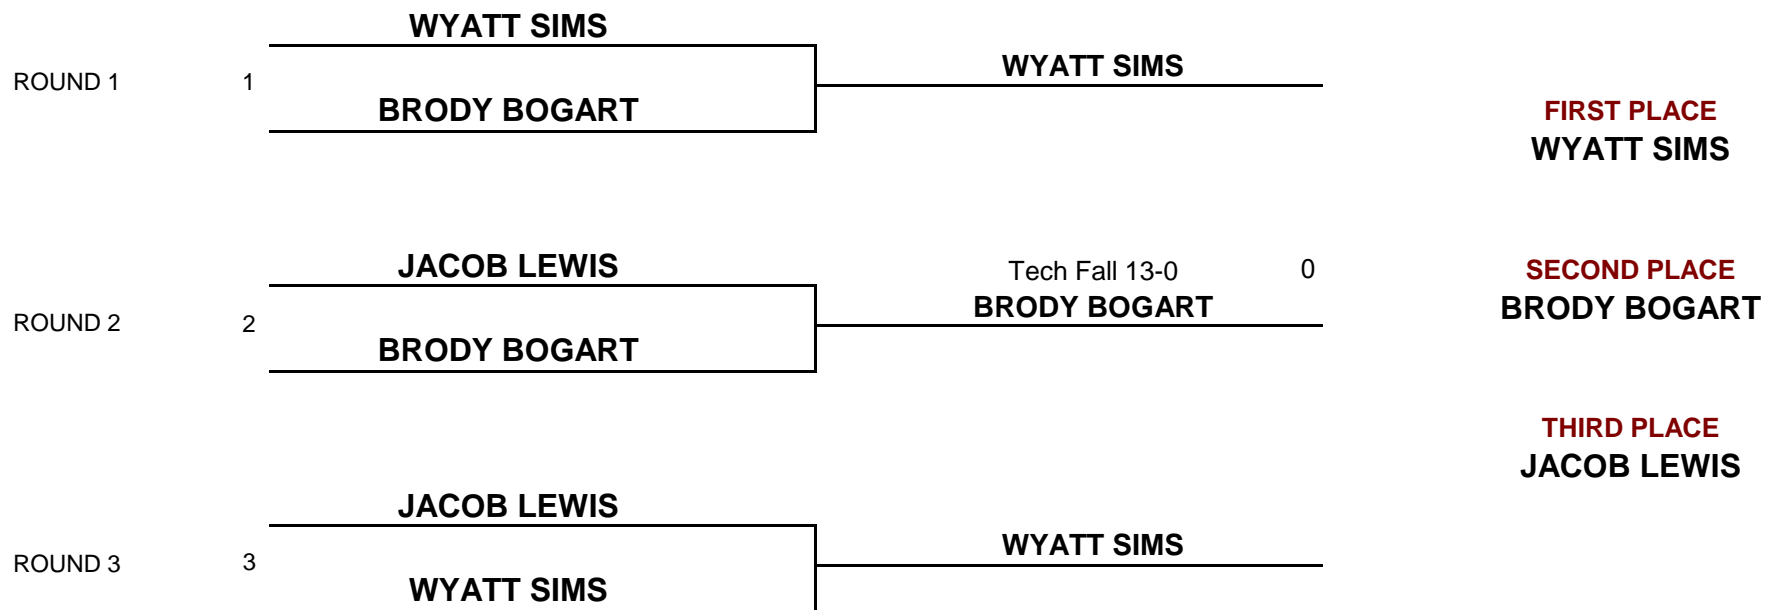 WYATT SIMS
ROUND 1 1 WYATT SIMS
BRODY BOGART
FIRST PLACE
WYATT SIMS
JACOB LEWIS
Tech Fall 13-0 0
SECOND PLACE
ROUND 2 2 BRODY BOGART
BRODY BOGART
BRODY BOGART
THIRD PLACE
JACOB LEWIS
JACOB LEWIS
ROUND 3 3 WYATT SIMS
WYATT SIMS